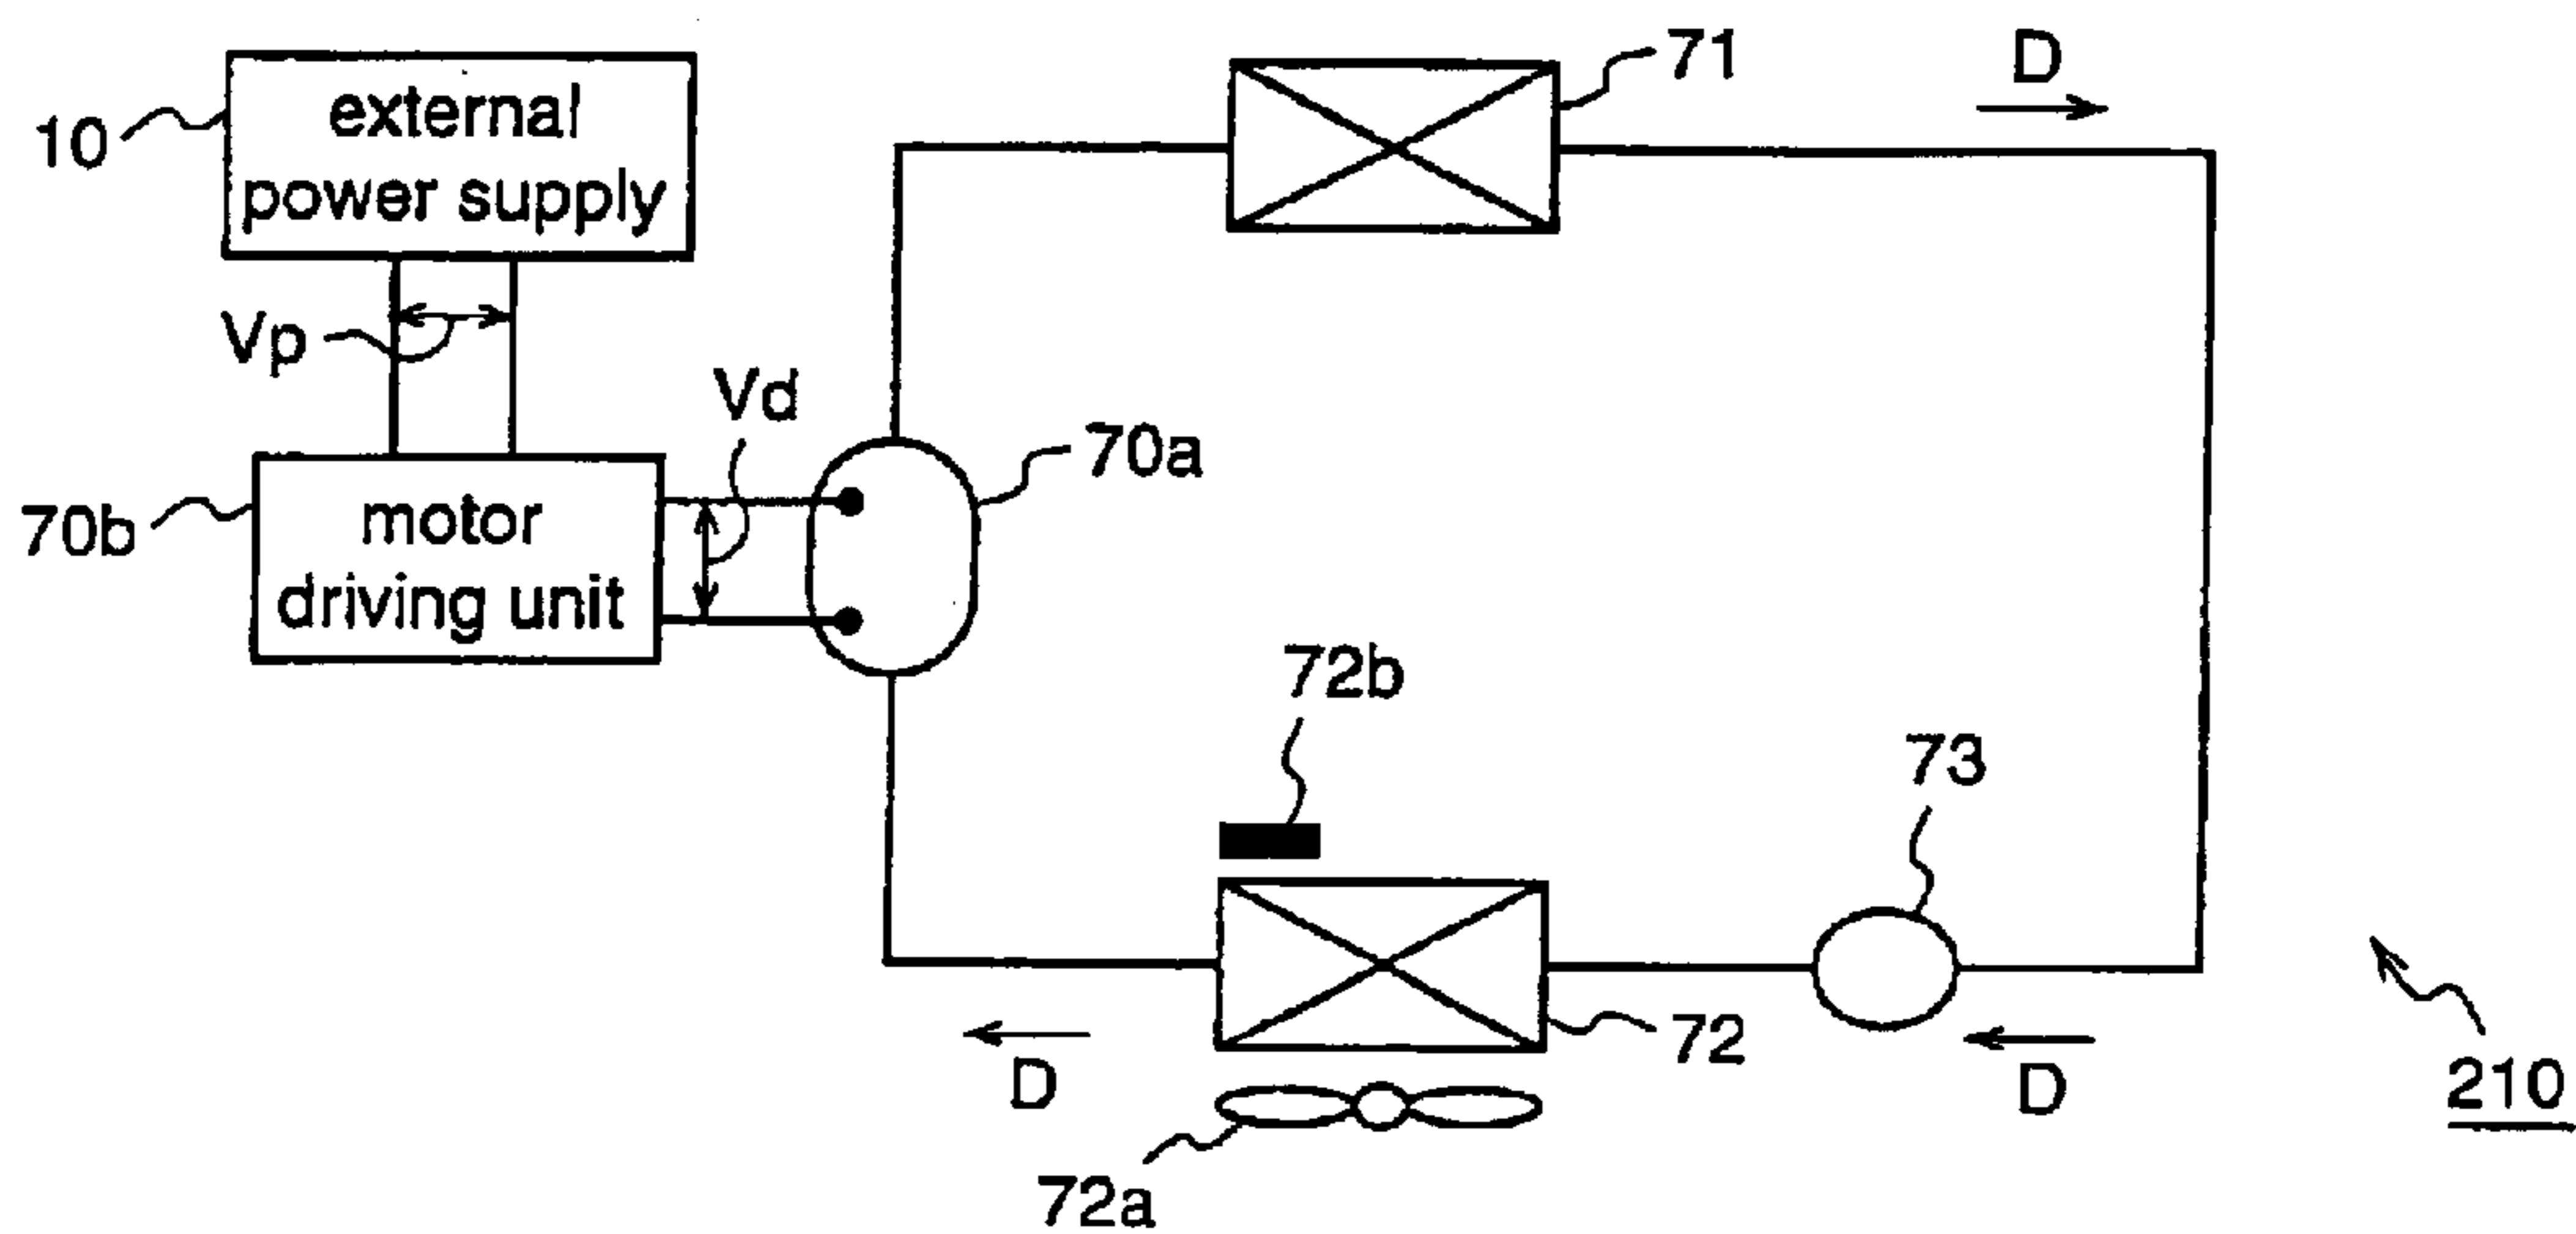 71
D
10
external
power supply
Vp
Vd
70a
70b
motor
driving unit
72b
73
72
D
D
210
72a